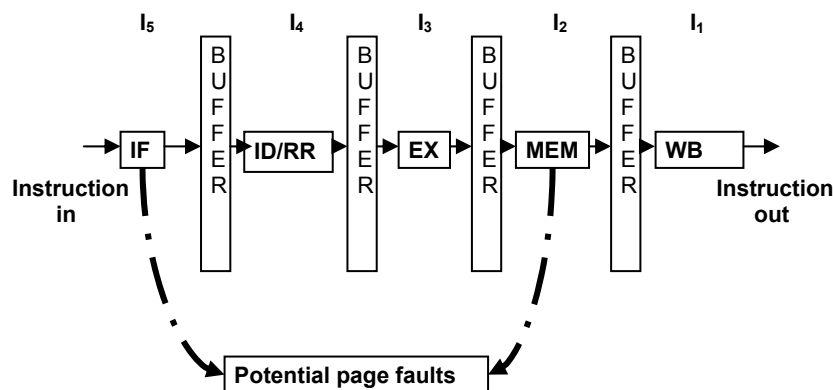 I₅ I₄ I₃ I₂ I₁
BUFFER
BUFFER
BUFFER
BUFFER
IF
ID/RR
EX
MEM
WB
Instruction
in
Instruction
out
Potential page faults